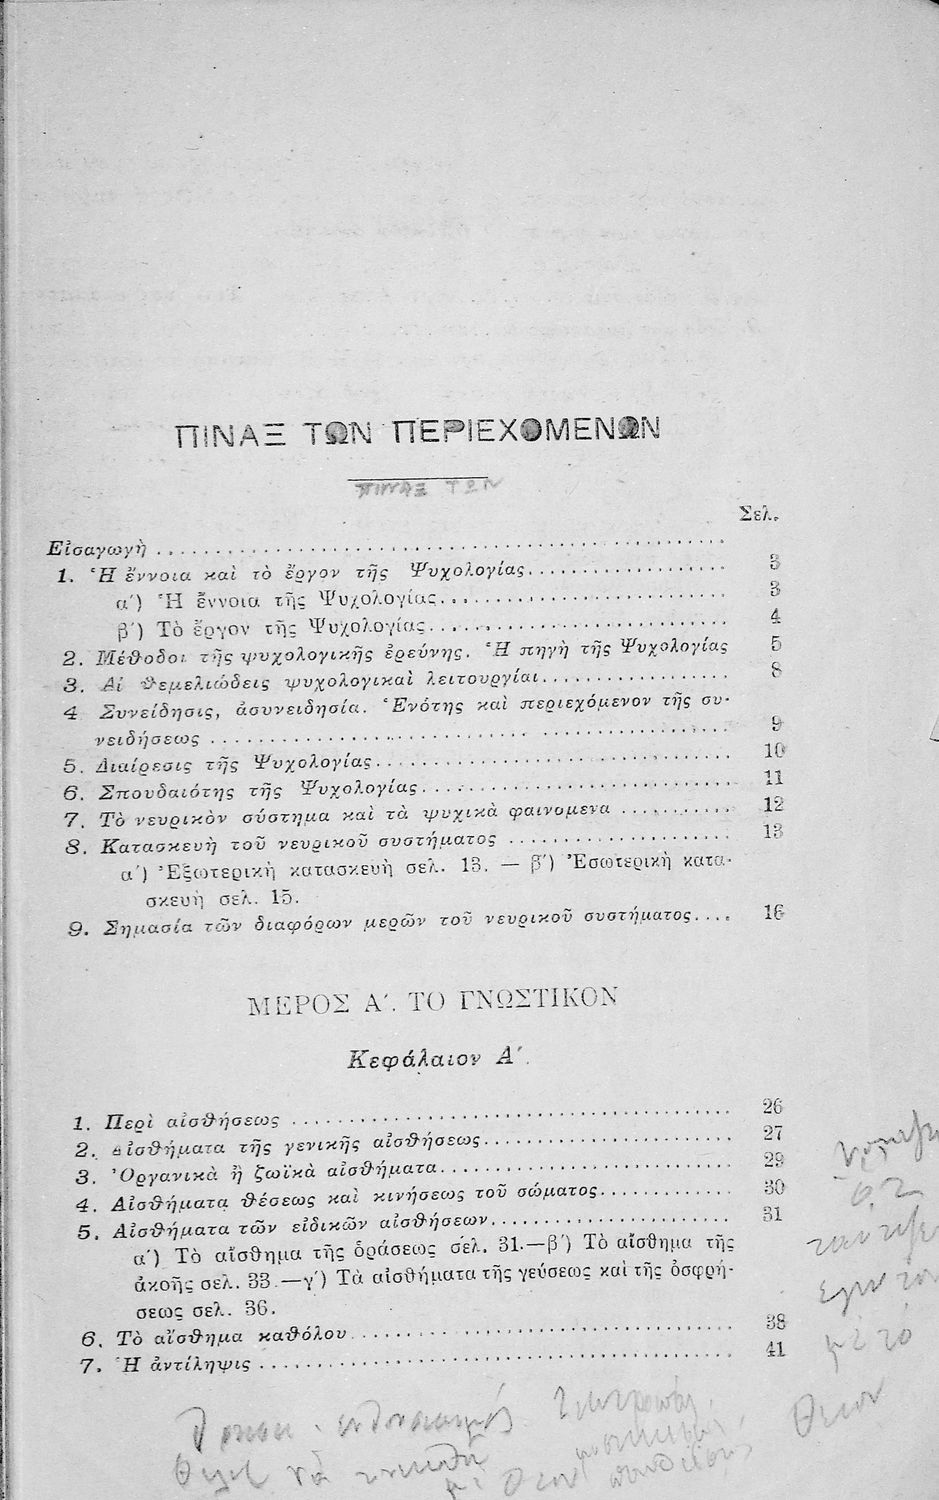 ΠΙΝΑΞ ΤΩΝ ΠΕΡΙΕΧΟΜΕΝΩΝ
ΠΙΝΑΞ ΤΩΝ
Σελ.
Εἰσαγωγὴ ......................................................
1. Ἡ ἔννοια καὶ τὸ ἔργον τῆς Ψυχολογίας................... 3
α΄) Ἡ ἔννοια τῆς Ψυχολογίας............................ 3
β΄) Τὸ ἔργον τῆς Ψυχολογίας............................ 4
2. Μέθοδοι τῆς ψυχολογικῆς ἐρεύνης. Ἡ πηγὴ τῆς Ψυχολογίας 5
3. Αἱ θεμελιώδεις ψυχολογικαὶ λειτουργίαι.................. 8
4 Συνείδησις, ἀσυνειδησία. Ἑνότης καὶ περιεχόμενον τῆς συ-
νειδήσεως ................................................ 9
5. Διαίρεσις τῆς Ψυχολογίας................................ 10
6. Σπουδαιότης τῆς Ψυχολογίας............................ 11
7. Τὸ νευρικὸν σύστημα καὶ τὰ ψυχικὰ φαινομενα ........... 12
8. Κατασκευὴ τοῦ νευρικοῦ συστήματος ..................... 13
α΄) Ἐξωτερικὴ κατασκευὴ σελ. 13. — β΄) Ἐσωτερικὴ κατα-
σκευὴ σελ. 15.
9. Σημασία τῶν διαφόρων μερῶν τοῦ νευρικοῦ συστήματος.... 16
ΜΕΡΟΣ Α΄. ΤΟ ΓΝΩΣΤΙΚΟΝ
Κεφάλαιον Α΄.
1. Περὶ αἰσθήσεως ........................................ 26
2. Αἰσθήματα τῆς γενικῆς αἰσθήσεως........................ 27
3. Ὀργανικὰ ἢ ζωϊκὰ αἰσθήματα............................ 29
4. Αἰσθήματα θέσεως καὶ κινήσεως τοῦ σώματος............. 30
5. Αἰσθήματα τῶν εἰδικῶν αἰσθήσεων....................... 31
α΄) Τὸ αἴσθημα τῆς ὁράσεως σελ. 31.—β΄) Τὸ αἴσθημα τῆς
ἀκοῆς σελ. 33.—γ΄) Τὰ αἰσθήματα τῆς γεύσεως καὶ τῆς ὀσφρή-
σεως σελ. 36.
6. Τὸ αἴσθημα καθόλου.................................... 38
7. Ἡ ἀντίληψις ........................................... 41